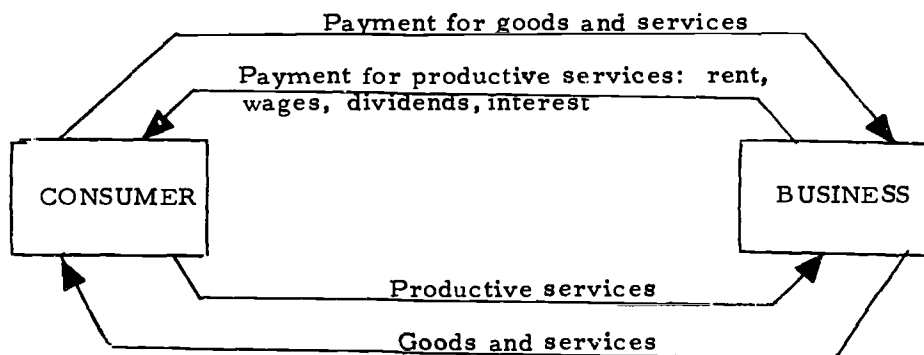 Payment for goods and services
Payment for productive services: rent,
wages, dividends, interest
CONSUMER
BUSINESS
Productive services
Goods and services